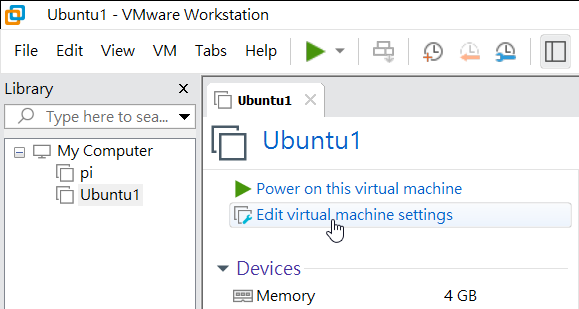 Ubuntu1 - VMware Workstation
File Edit View VM Tabs Help
Library
Type here to sea...
My Computer
pi
Ubuntu1
Ubuntu1
Ubuntu1
Power on this virtual machine
Edit virtual machine settings
Devices
Memory 4 GB